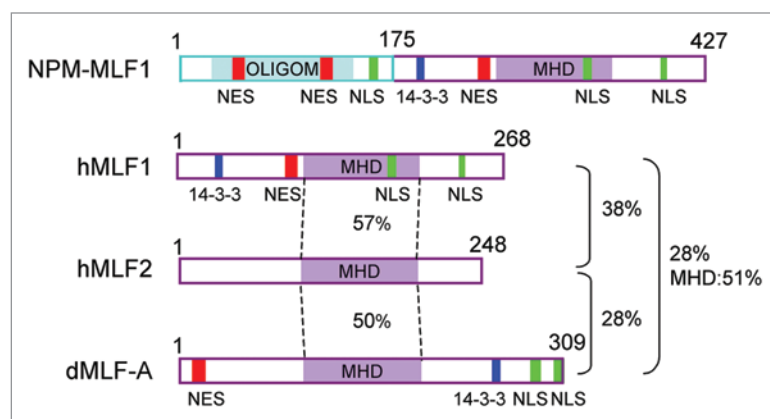 1 175 427
NPM-MLF1 OLIGOM MHD
NES NES NLS 14-3-3 NES NLS NLS
1 268
hMLF1 MHD
14-3-3 NES NLS NLS
57%
38%
1 248
hMLF2 MHD
28%
MHD:51%
50%
28%
1 309
dMLF-A MHD
NES 14-3-3 NLS NLS